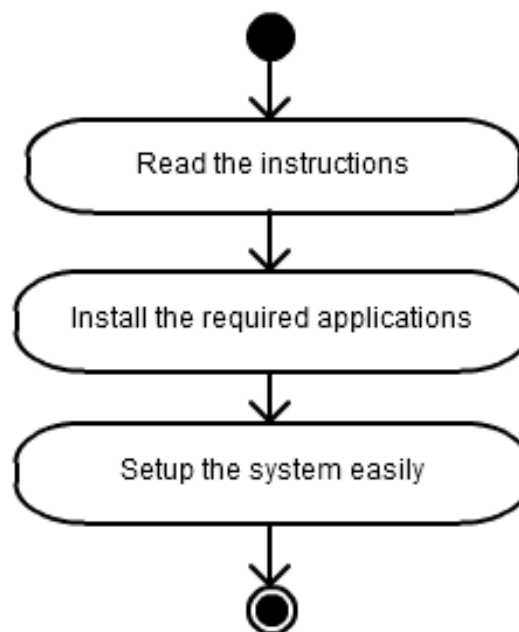 Read the instructions
Install the required applications
Setup the system easily